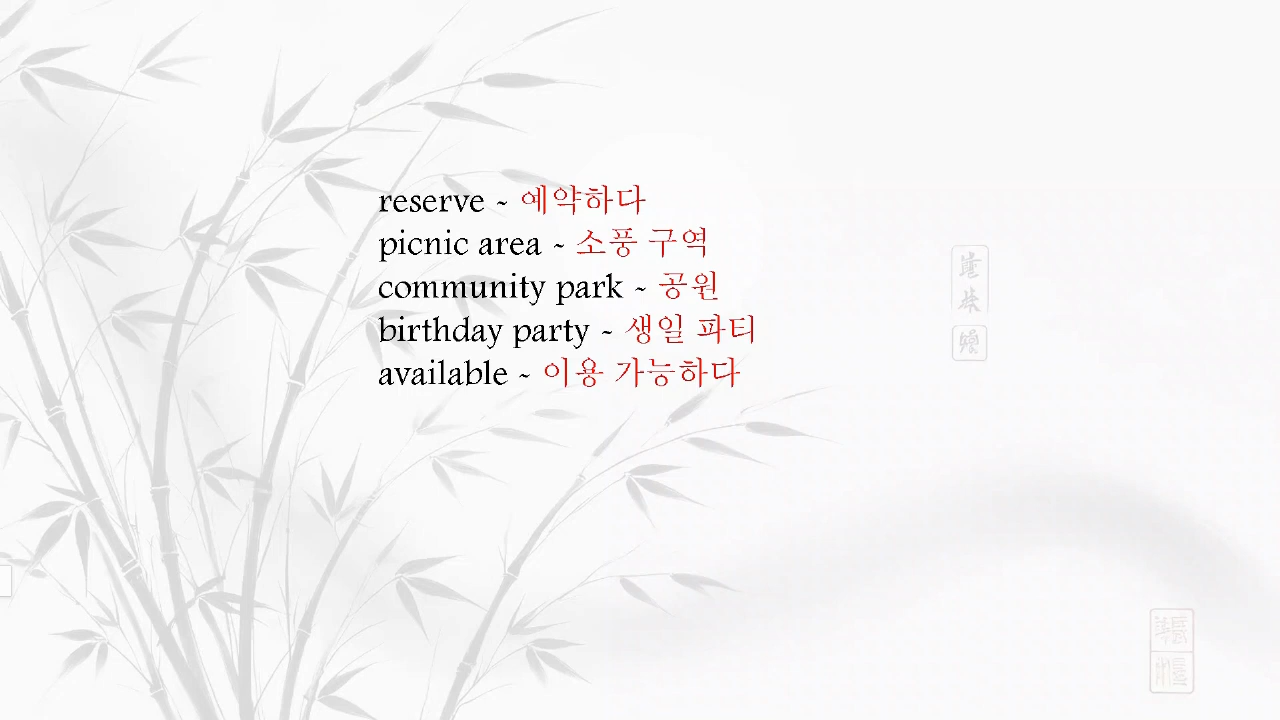 reserve ~ 예약하다
picnic area ~ 소풍 구역
community park ~ 공원
birthday party ~ 생일 파티
available ~ 이용 가능하다